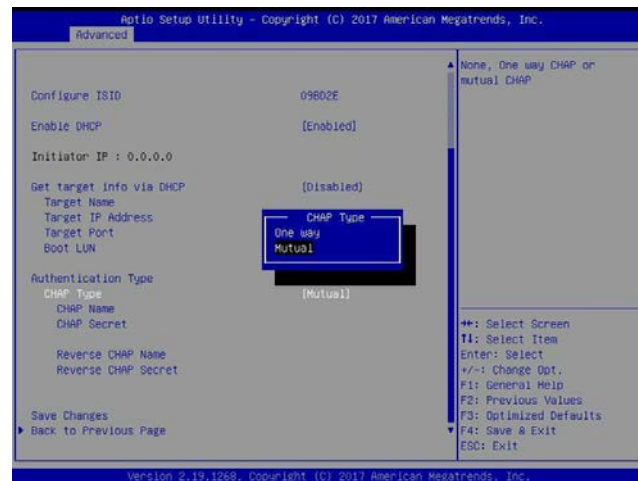 Aptio Setup Utility – Copyright (C) 2017 American Megatrends, Inc.
Advanced
None, One way CHAP or
mutual CHAP
Configure ISID 09BD2E
Enable DHCP [Enabled]
Initiator IP : 0.0.0.0
Get target info via DHCP [Disabled]
Target Name
Target IP Address
Target Port
Boot LUN
CHAP Type
One way
Mutual
Authentication Type
CHAP Type [Mutual]
CHAP Name
CHAP Secret
Reverse CHAP Name
Reverse CHAP Secret
Save Changes
Back to Previous Page
→←: Select Screen
↑↓: Select Item
Enter: Select
+/-: Change Opt.
F1: General Help
F2: Previous Values
F3: Optimized Defaults
F4: Save & Exit
ESC: Exit
Version 2.19.1268. Copyright (C) 2017 American Megatrends, Inc.